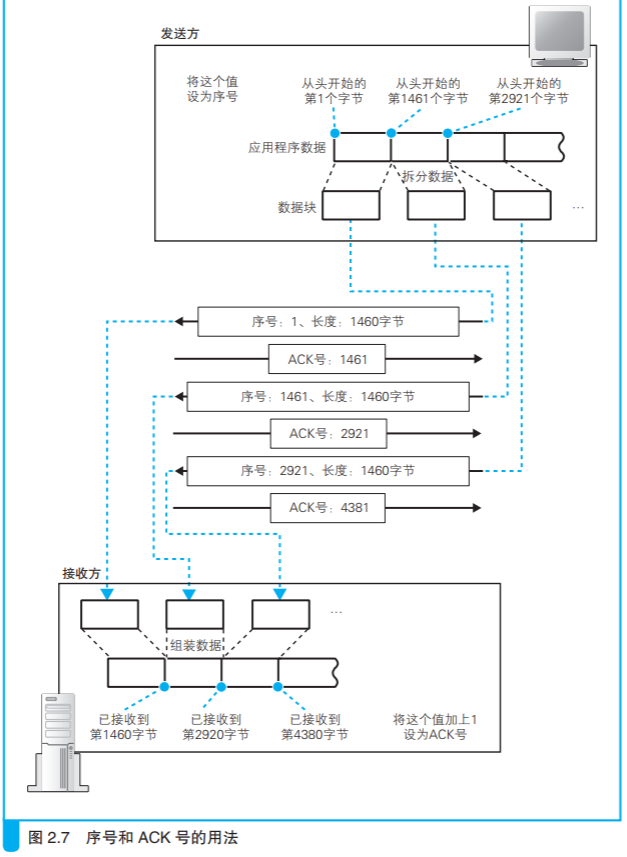 发送方
将这个值
设为序号
从头开始的
第1个字节
从头开始的
第1461个字节
从头开始的
第2921个字节
应用程序数据
拆分数据
数据块
…
序号：1、长度：1460字节
ACK号：1461
序号：1461、长度：1460字节
ACK号：2921
序号：2921、长度：1460字节
ACK号：4381
接收方
…
组装数据
已接收到
第1460字节
已接收到
第2920字节
已接收到
第4380字节
将这个值加上1
设为ACK号
图 2.7 序号和 ACK 号的用法